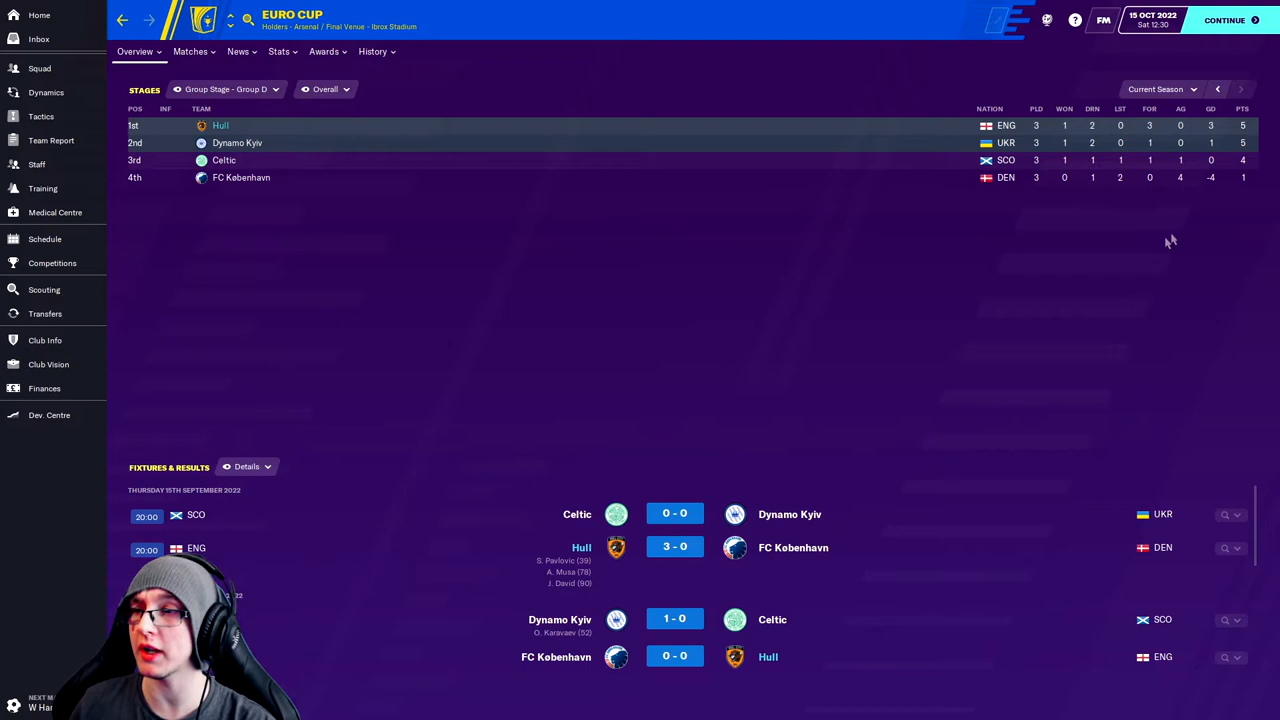 Home
Inbox
Squad
Dynamics
Tactics
Team Report
Staff
Training
Medical Centre
Schedule
Competitions
Scouting
Transfers
Club Info
Club Vision
Finances
Dev. Centre
NEXT M
W Har
EURO CUP
Holders - Arsenal / Final Venue - Ibrox Stadium
?
FM
15 OCT 2022
Sat 12:30
CONTINUE
Overview Matches News Stats Awards History
STAGES Group Stage - Group D Overall Current Season
POS INF TEAM NATION PLD WON DRN LST FOR AG GD PTS
1st Hull ENG 3 1 2 0 3 0 3 5
2nd Dynamo Kyiv UKR 3 1 2 0 1 0 1 5
3rd Celtic SCO 3 1 1 1 1 1 0 4
4th FC København DEN 3 0 1 2 0 4 -4 1
FIXTURES & RESULTS Details
THURSDAY 15TH SEPTEMBER 2022
20:00 SCO Celtic 0 - 0 Dynamo Kyiv UKR
20:00 ENG Hull 3 - 0 FC København DEN
S. Pavlovic (39)
A. Musa (78)
J. David (90)
22
Dynamo Kyiv 1 - 0 Celtic SCO
O. Karavaev (52)
FC København 0 - 0 Hull ENG